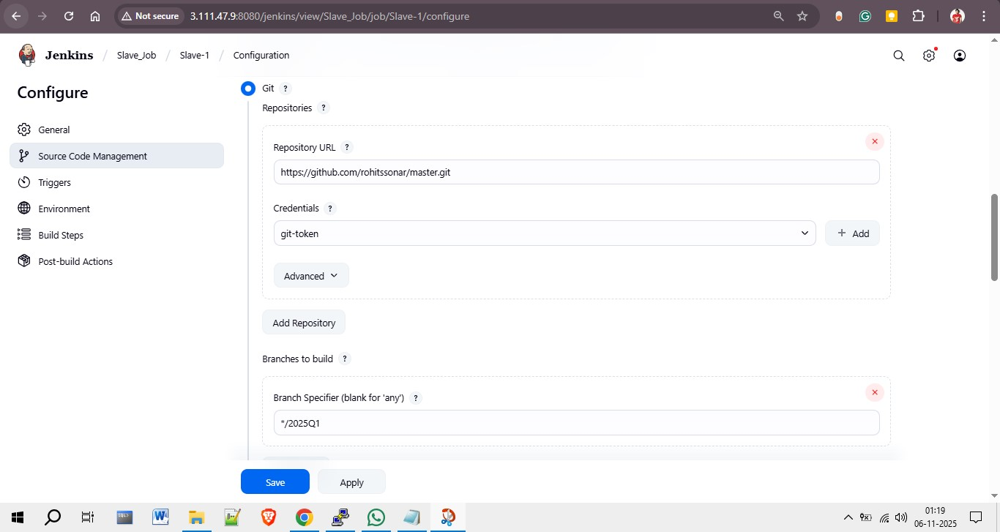 Not secure 3.111.47.9:8080/jenkins/view/Slave_Job/job/Slave-1/configure
Jenkins / Slave_Job / Slave-1 / Configuration
Configure
General
Source Code Management
Triggers
Environment
Build Steps
Post-build Actions
Git ?
Repositories ?
Repository URL ?
https://github.com/rohitssonar/master.git
Credentials ?
git-token
+ Add
Advanced
Add Repository
Branches to build ?
Branch Specifier (blank for 'any') ?
*/2025Q1
Save Apply
01:19
06-11-2025